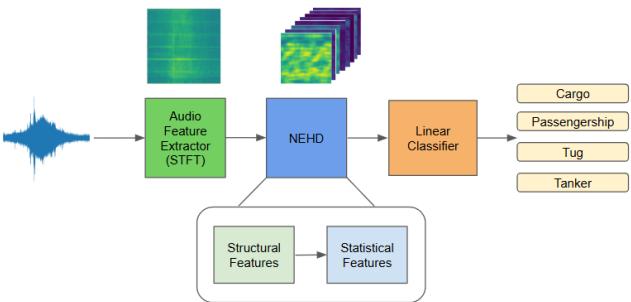 Audio
Feature
Extractor
(STFT)
NEHD
Linear
Classifier
Cargo
Passengership
Tug
Tanker
Structural
Features
Statistical
Features